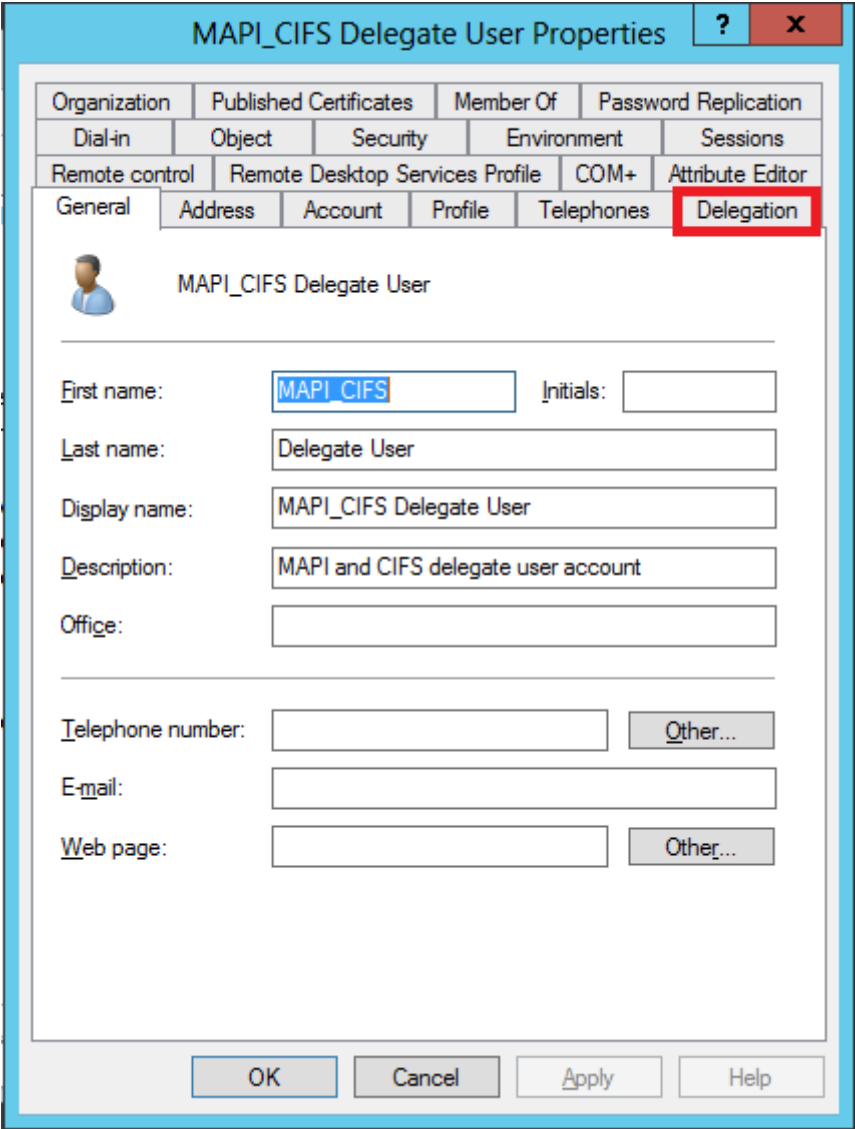 MAPI_CIFS Delegate User Properties ? x
Organization Published Certificates Member Of Password Replication
Dial-in Object Security Environment Sessions
Remote control Remote Desktop Services Profile COM+ Attribute Editor
General Address Account Profile Telephones Delegation
MAPI_CIFS Delegate User
First name: MAPI_CIFS Initials:
Last name: Delegate User
Display name: MAPI_CIFS Delegate User
Description: MAPI and CIFS delegate user account
Office:
Telephone number: Other...
E-mail:
Web page: Other...
OK Cancel Apply Help